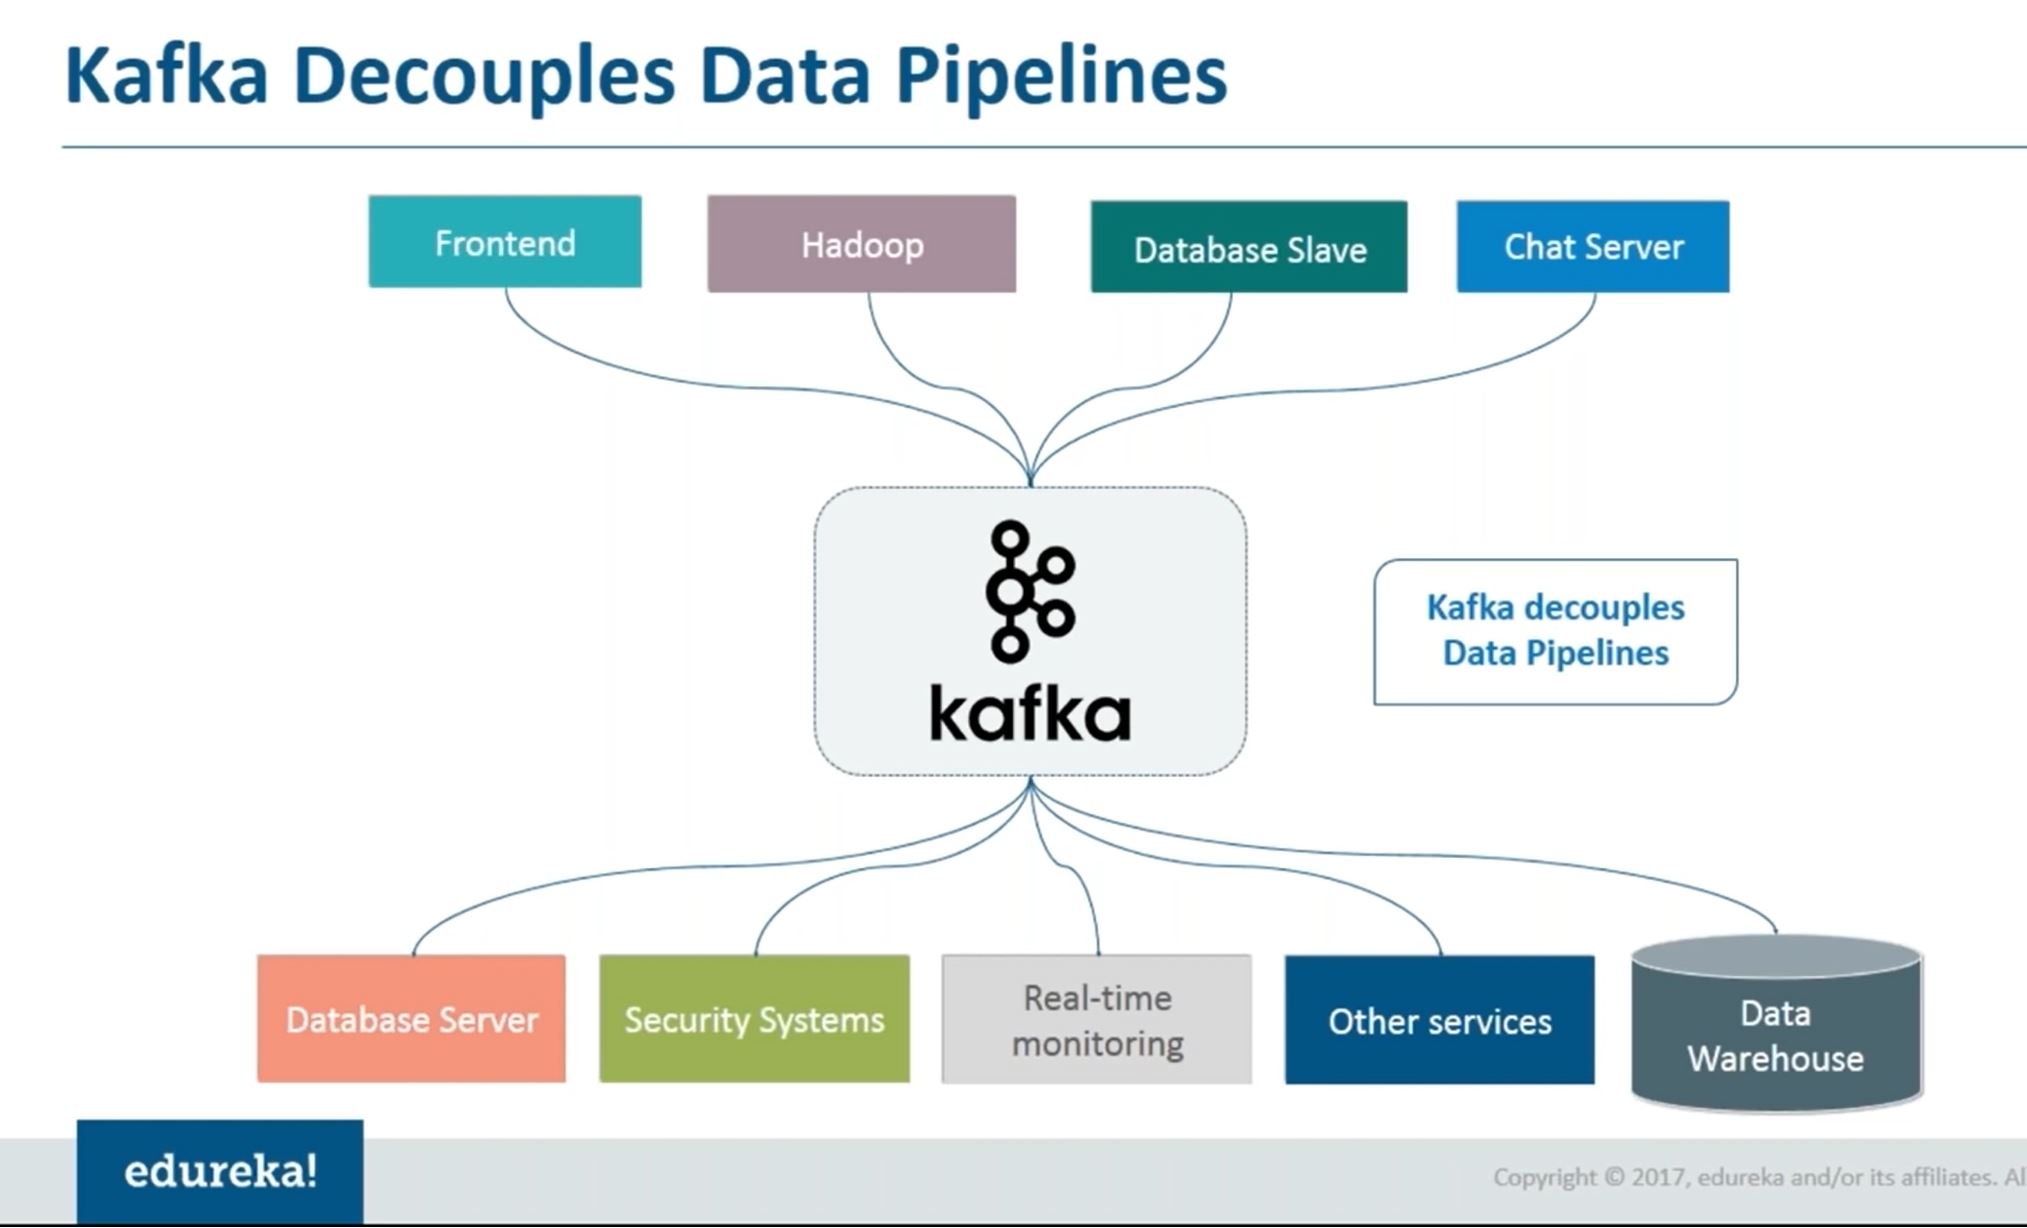 Kafka Decouples Data Pipelines
Frontend
Hadoop
Database Slave
Chat Server
kafka
Kafka decouples
Data Pipelines
Database Server
Security Systems
Real-time
monitoring
Other services
Data
Warehouse
edureka!
Copyright © 2017, edureka and/or its affiliates.